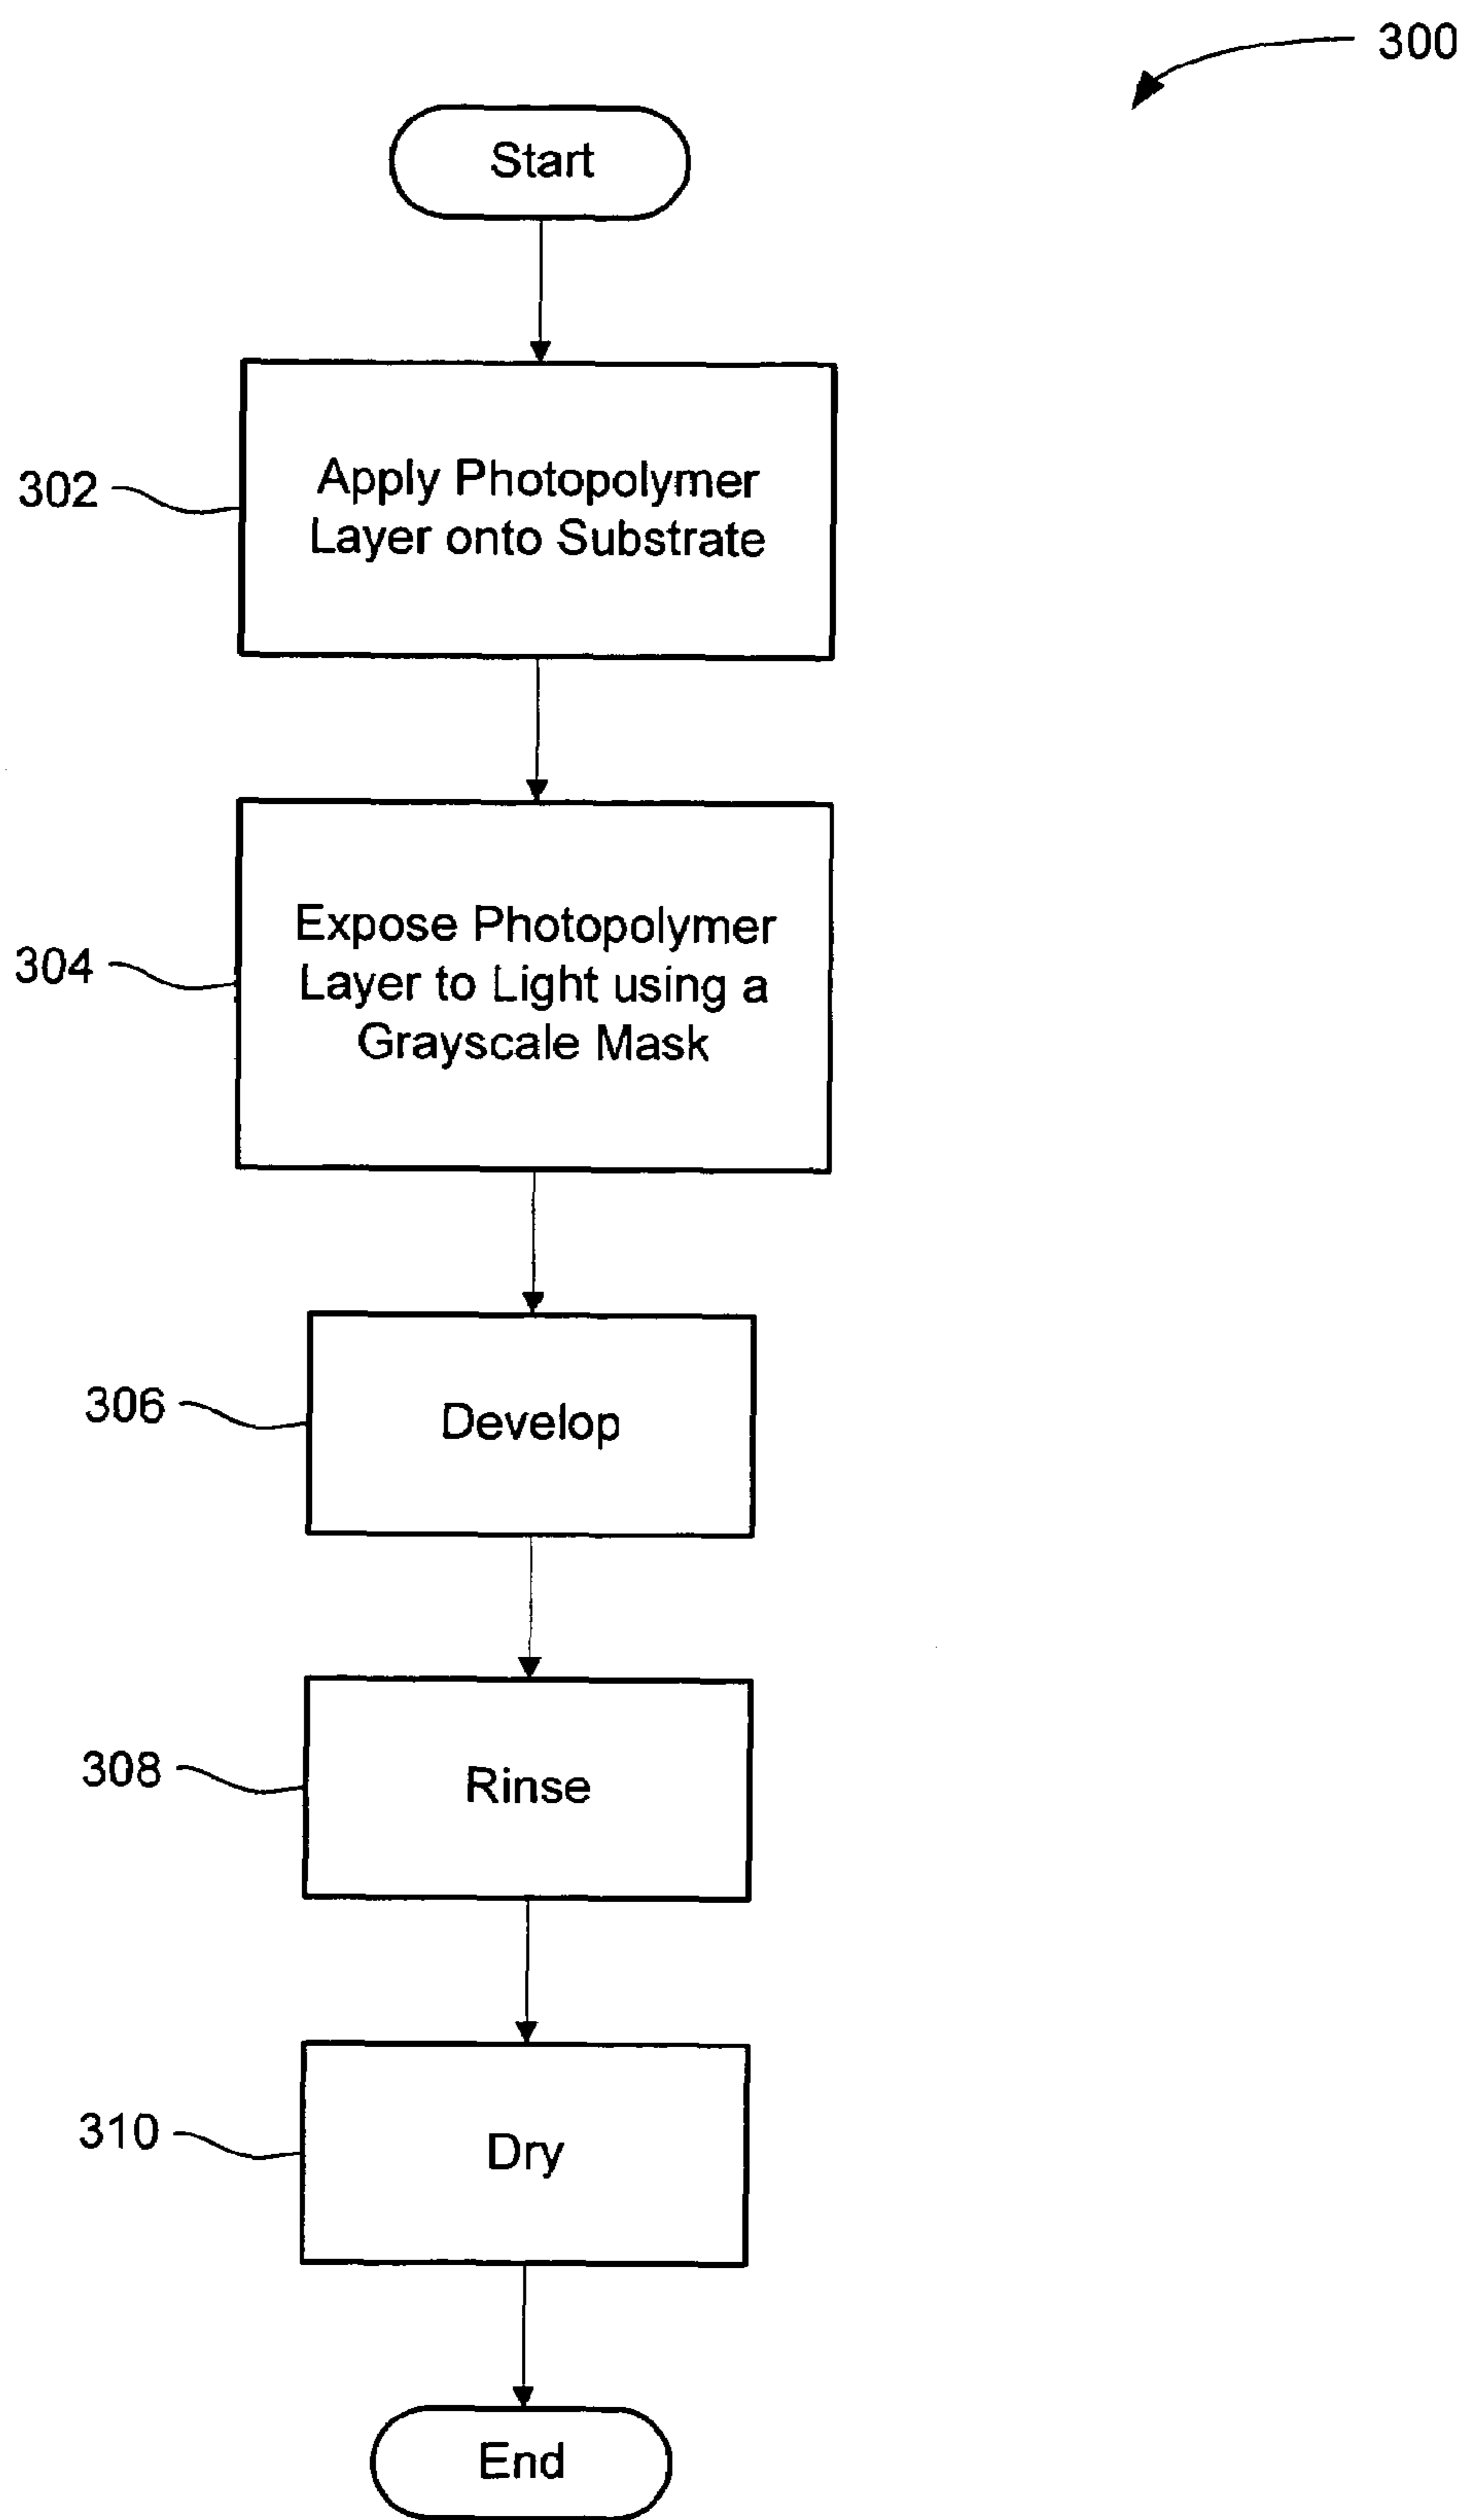 300
Start
302
Apply Photopolymer
Layer onto Substrate
304
Expose Photopolymer
Layer to Light using a
Grayscale Mask
306
Develop
308
Rinse
310
Dry
End